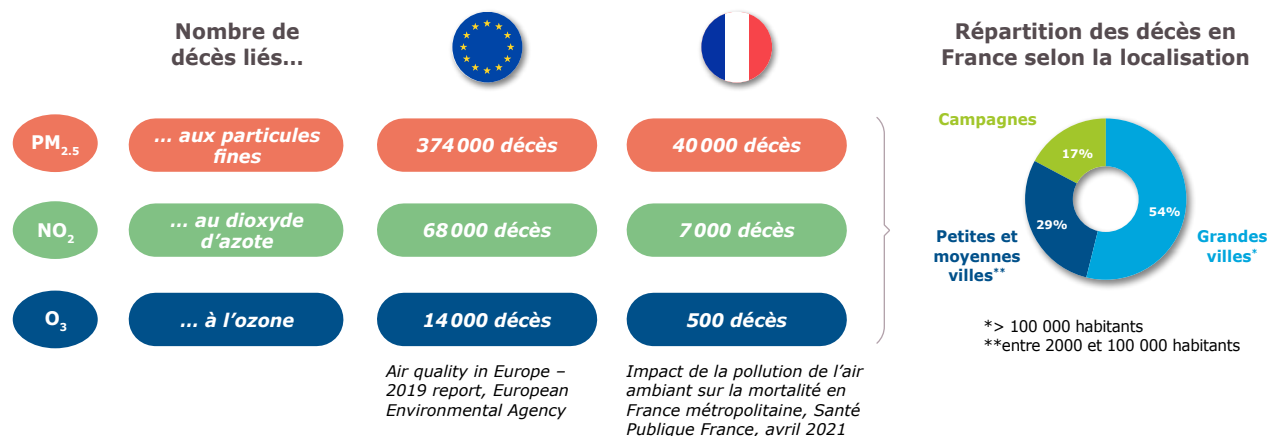 Nombre de
décès liés...
Répartition des décès en
France selon la localisation
PM2.5
... aux particules
fines
374 000 décès
40 000 décès
NO2
... au dioxyde
d'azote
68 000 décès
7 000 décès
O3
... à l'ozone
14 000 décès
500 décès
Air quality in Europe –
2019 report, European
Environmental Agency
Impact de la pollution de l'air
ambiant sur la mortalité en
France métropolitaine, Santé
Publique France, avril 2021
Campagnes
17%
29%
54%
Petites et
moyennes
villes**
Grandes
villes*
*> 100 000 habitants
**entre 2000 et 100 000 habitants